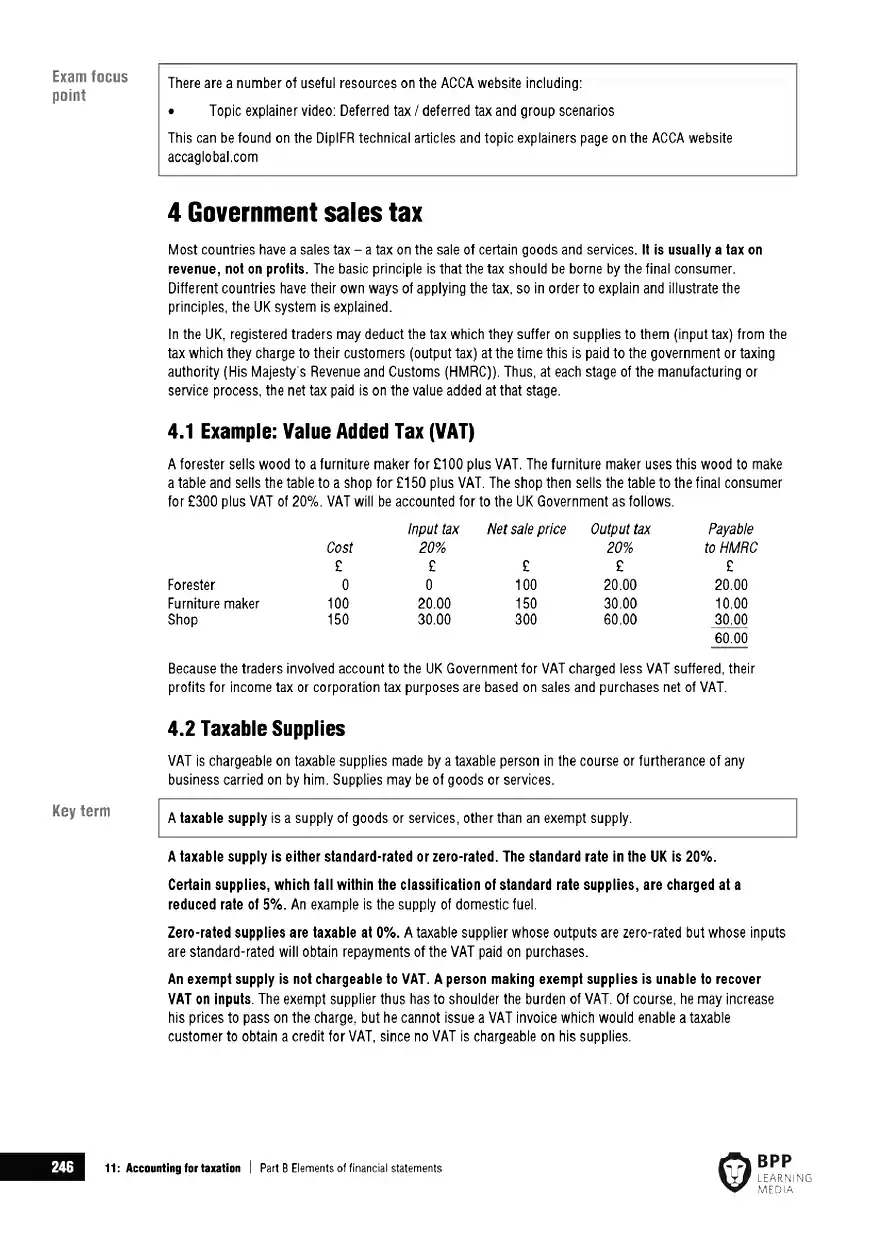 Exam focus
point
There are a number of useful resources on the ACCA website including:
• Topic explainer video: Deferred tax / deferred tax and group scenarios
This can be found on the DipIFR technical articles and topic explainers page on the ACCA website
accaglobal.com
4 Government sales tax
Most countries have a sales tax – a tax on the sale of certain goods and services. It is usually a tax on
revenue, not on profits. The basic principle is that the tax should be borne by the final consumer.
Different countries have their own ways of applying the tax, so in order to explain and illustrate the
principles, the UK system is explained.
In the UK, registered traders may deduct the tax which they suffer on supplies to them (input tax) from the
tax which they charge to their customers (output tax) at the time this is paid to the government or taxing
authority (His Majesty's Revenue and Customs (HMRC)). Thus, at each stage of the manufacturing or
service process, the net tax paid is on the value added at that stage.
4.1 Example: Value Added Tax (VAT)
A forester sells wood to a furniture maker for £100 plus VAT. The furniture maker uses this wood to make
a table and sells the table to a shop for £150 plus VAT. The shop then sells the table to the final consumer
for £300 plus VAT of 20%. VAT will be accounted for to the UK Government as follows.
Input tax Net sale price Output tax Payable
Cost 20% 20% to HMRC
£ £ £ £ £
Forester 0 0 100 20.00 20.00
Furniture maker 100 20.00 150 30.00 10.00
Shop 150 30.00 300 60.00 30.00
60.00
Because the traders involved account to the UK Government for VAT charged less VAT suffered, their
profits for income tax or corporation tax purposes are based on sales and purchases net of VAT.
4.2 Taxable Supplies
VAT is chargeable on taxable supplies made by a taxable person in the course or furtherance of any
business carried on by him. Supplies may be of goods or services.
Key term
A taxable supply is a supply of goods or services, other than an exempt supply.
A taxable supply is either standard-rated or zero-rated. The standard rate in the UK is 20%.
Certain supplies, which fall within the classification of standard rate supplies, are charged at a
reduced rate of 5%. An example is the supply of domestic fuel.
Zero-rated supplies are taxable at 0%. A taxable supplier whose outputs are zero-rated but whose inputs
are standard-rated will obtain repayments of the VAT paid on purchases.
An exempt supply is not chargeable to VAT. A person making exempt supplies is unable to recover
VAT on inputs. The exempt supplier thus has to shoulder the burden of VAT. Of course, he may increase
his prices to pass on the charge, but he cannot issue a VAT invoice which would enable a taxable
customer to obtain a credit for VAT, since no VAT is chargeable on his supplies.
246 11: Accounting for taxation | Part B Elements of financial statements
BPP
LEARNING
MEDIA